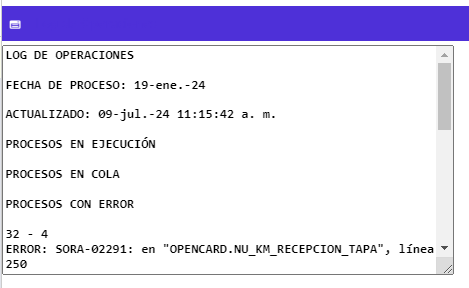 LOG DE OPERACIONES
FECHA DE PROCESO: 19-ene.-24
ACTUALIZADO: 09-jul.-24 11:15:42 a. m.
PROCESOS EN EJECUCIÓN
PROCESOS EN COLA
PROCESOS CON ERROR
32 - 4
ERROR: SORA-02291: en "OPENCARD.NU_KM_RECEPCION_TAPA", línea
250